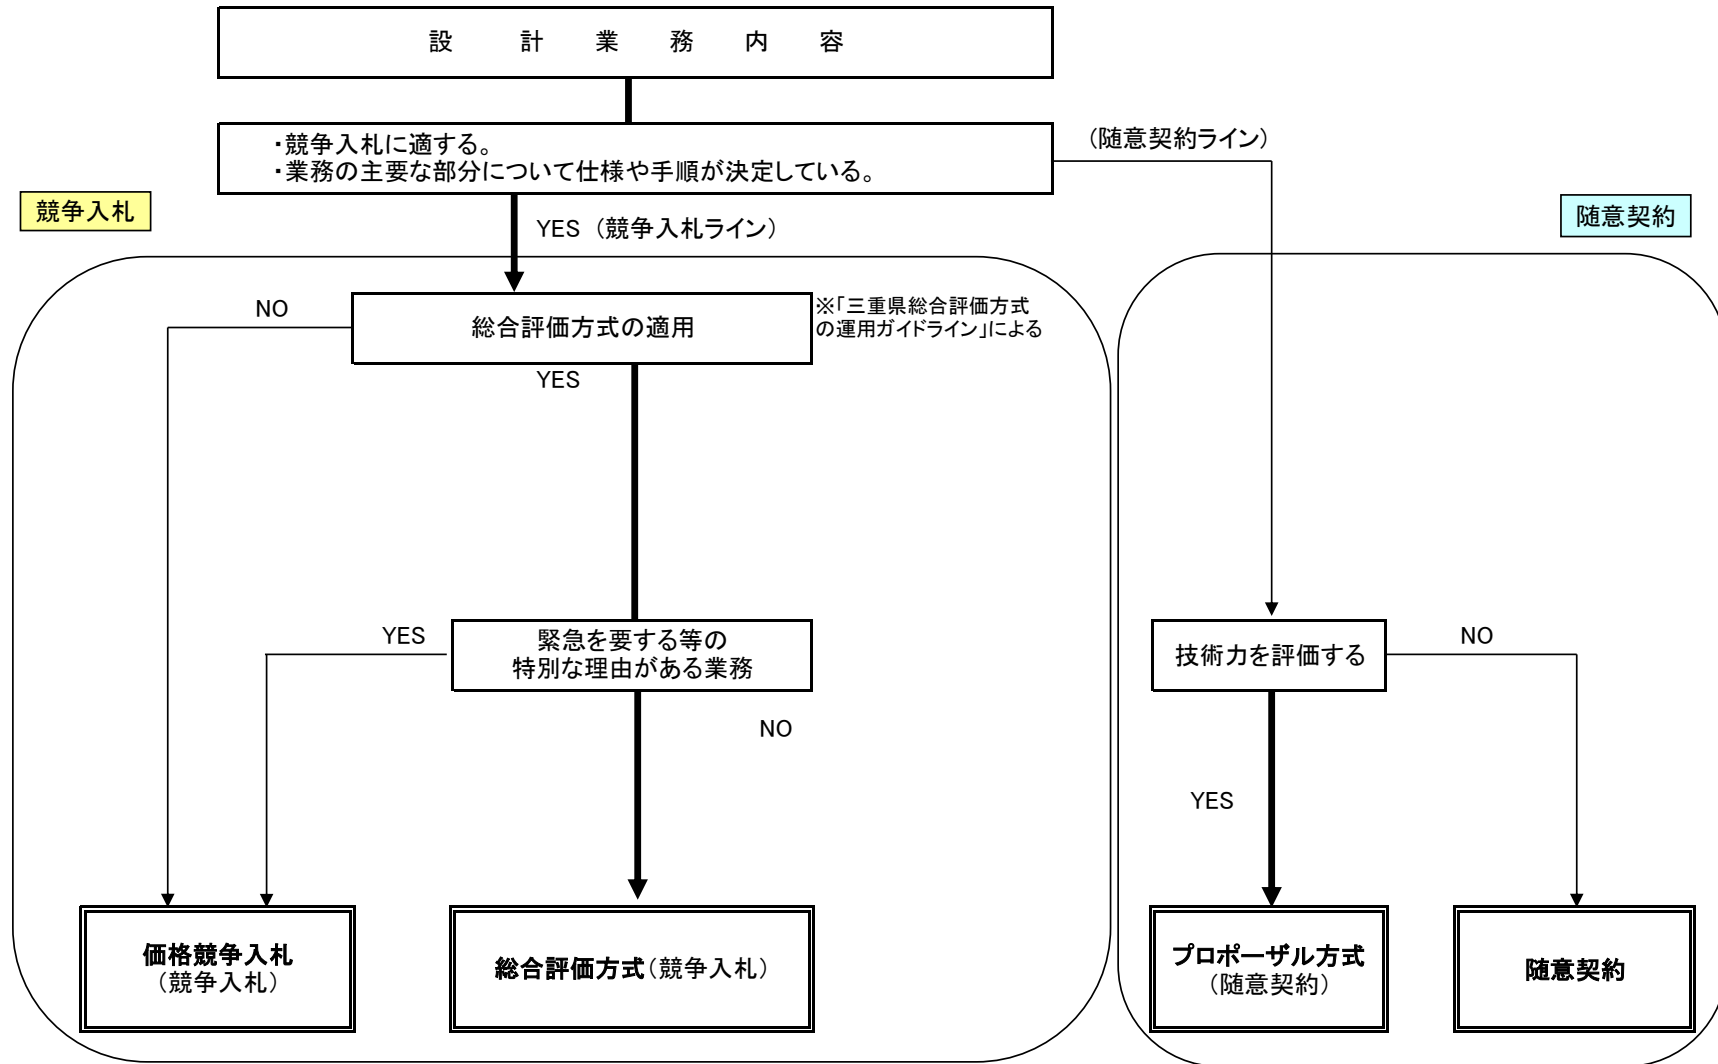 設計業務内容
・競争入札に適する。
・業務の主要な部分について仕様や手順が決定している。
(随意契約ライン)
競争入札
随意契約
YES (競争入札ライン)
NO
総合評価方式の適用
※「三重県総合評価方式
の運用ガイドライン」による
YES
YES
緊急を要する等の
特別な理由がある業務
技術力を評価する
NO
NO
YES
価格競争入札
(競争入札)
総合評価方式(競争入札)
プロポーザル方式
(随意契約)
随意契約